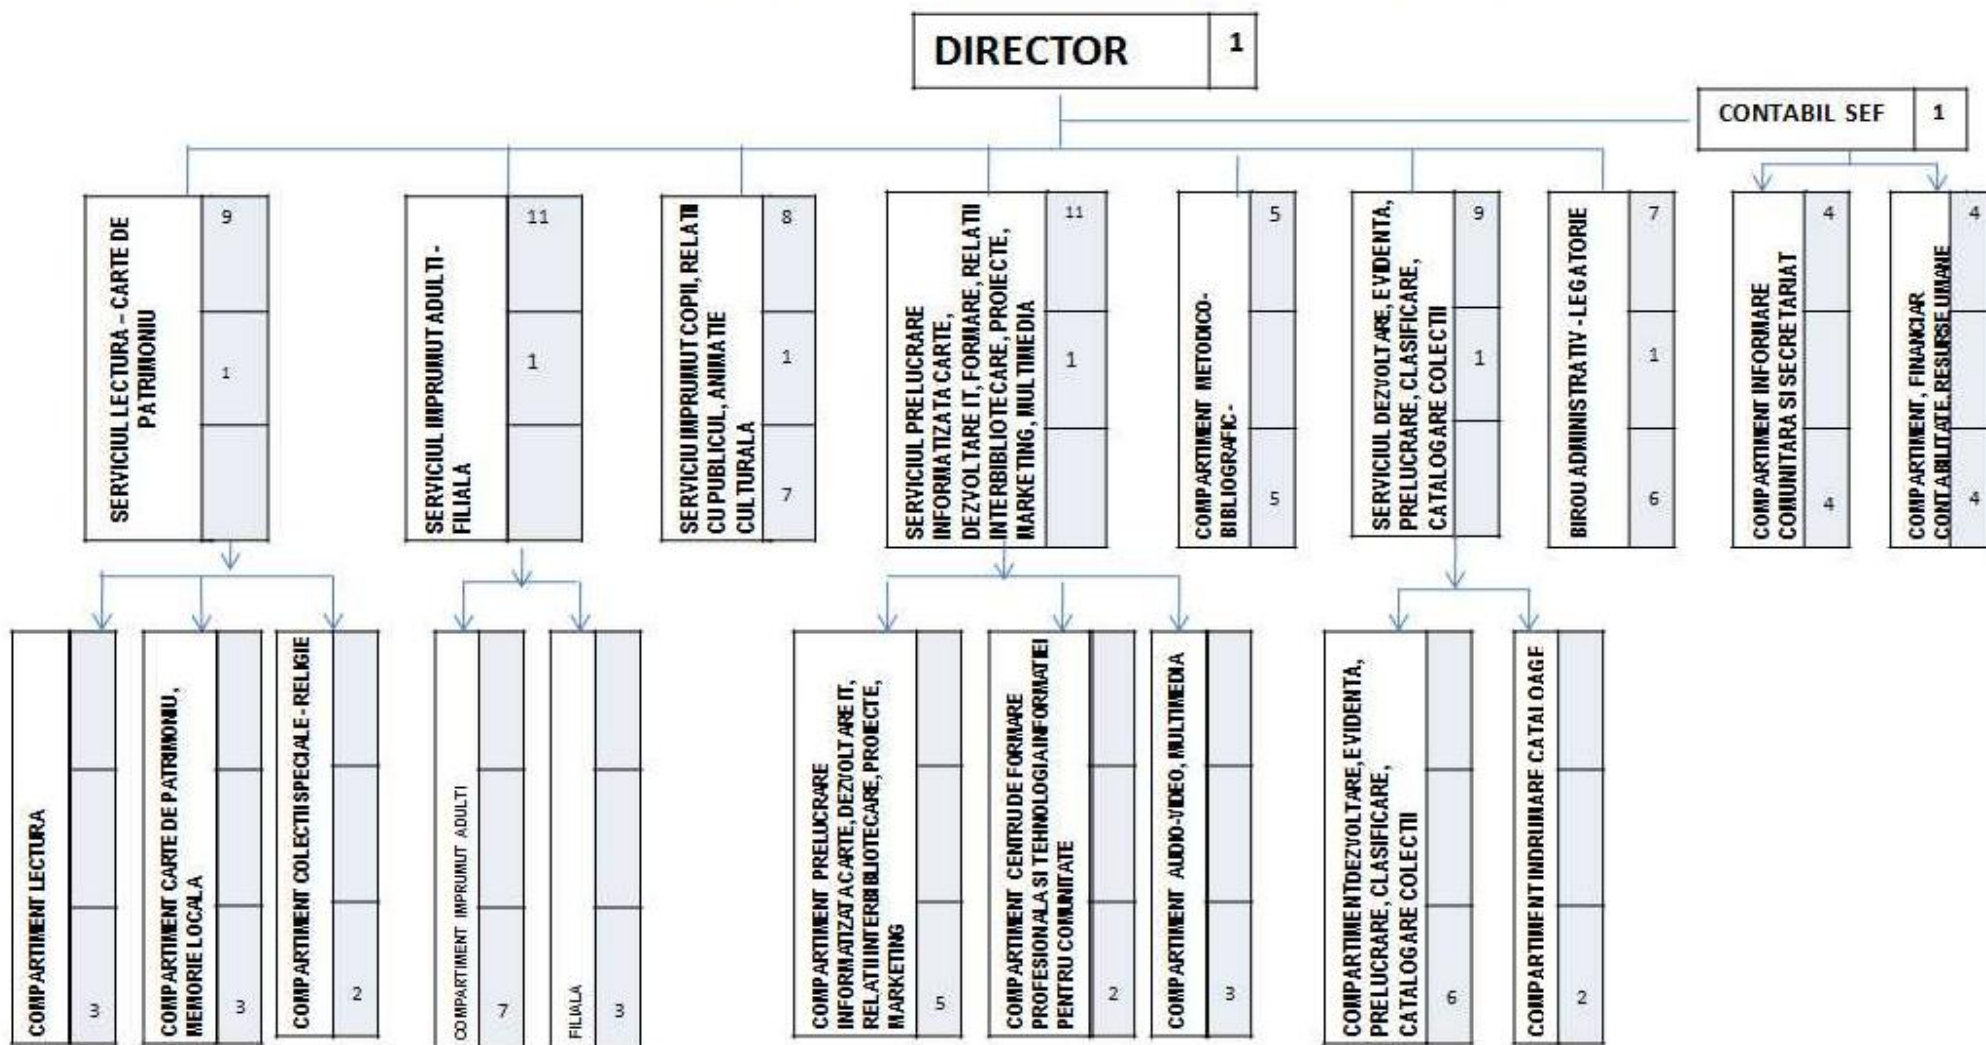 DIRECTOR 1
CONTABIL SEF 1
SERVICIUL LECTURA – CARTE DE
PATRIMONIU
9
1
SERVICIUL IMPRUMUT ADULTI -
FILIALA
11
1
SERVICIUL IMPRUMUT COPII, RELATII
CU PUBLICUL, ANIMATIE
CULTURALA
8
1
7
SERVICIUL PRELUCRARE
INFORMATIZATA CARTE,
DEZVOLTARE IT, FORMARE, RELATII
INTERBIBLIOTECARE, PROIECTE,
MARKETING, MULTIMEDIA
11
1
COMPARTIMENT METODICO-
BIBLIOGRAFIC-
5
5
SERVICIUL DEZVOLTARE, EVIDENTA,
PRELUCRARE, CLASIFICARE,
CATALOGARE COLECTII
9
1
BIROU ADMINISTRATIV - LEGATORIE
7
1
6
COMPARTIMENT INFORMARE
COMUNITARA SI SECRETARIAT
4
4
COMPARTIMENT, FINANCIAR
CONTABILITATE, RESURSE, UMANE
4
4
COMPARTIMENT LECTURA
3
COMPARTIMENT CARTE DE PATRIMONIU,
MEMORIE LOCALA
3
COMPARTIMENT COLECTII SPECIALE - RELIGIE
2
COMPARTIMENT IMPRUMUT ADULTI
7
FILIALA
3
COMPARTIMENT PRELUCRARE
INFORMATIZATA CARTE, DEZVOLTARE IT,
RELATII INTERBIBLIOTECARE, PROIECTE,
MARKETING
5
COMPARTIMENT CENTRU DE FORMARE
PROFESIONALA SI TEHNOLOGIA INFORMATIEI
PENTRU COMUNITATE
2
COMPARTIMENT AUDIO-VIDEO, MULTIMEDIA
3
COMPARTIMENT DEZVOLTARE, EVIDENTA,
PRELUCRARE, CLASIFICARE,
CATALOGARE COLECTII
6
COMPARTIMENT INDRUMARE CATALOAGE
2